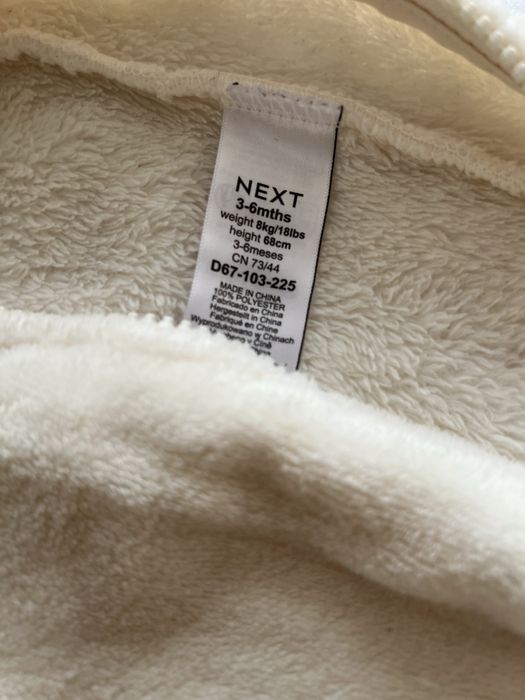 NEXT
3-6mths
weight 8kg/18lbs
height 68cm
3-6meses
CN 73/44
D67-103-225
MADE IN CHINA
100% POLYESTER
Fabricado en China
Hergestellt in China
Fabriqué en Chine
Wyprodukowano w Chinach
v Číně